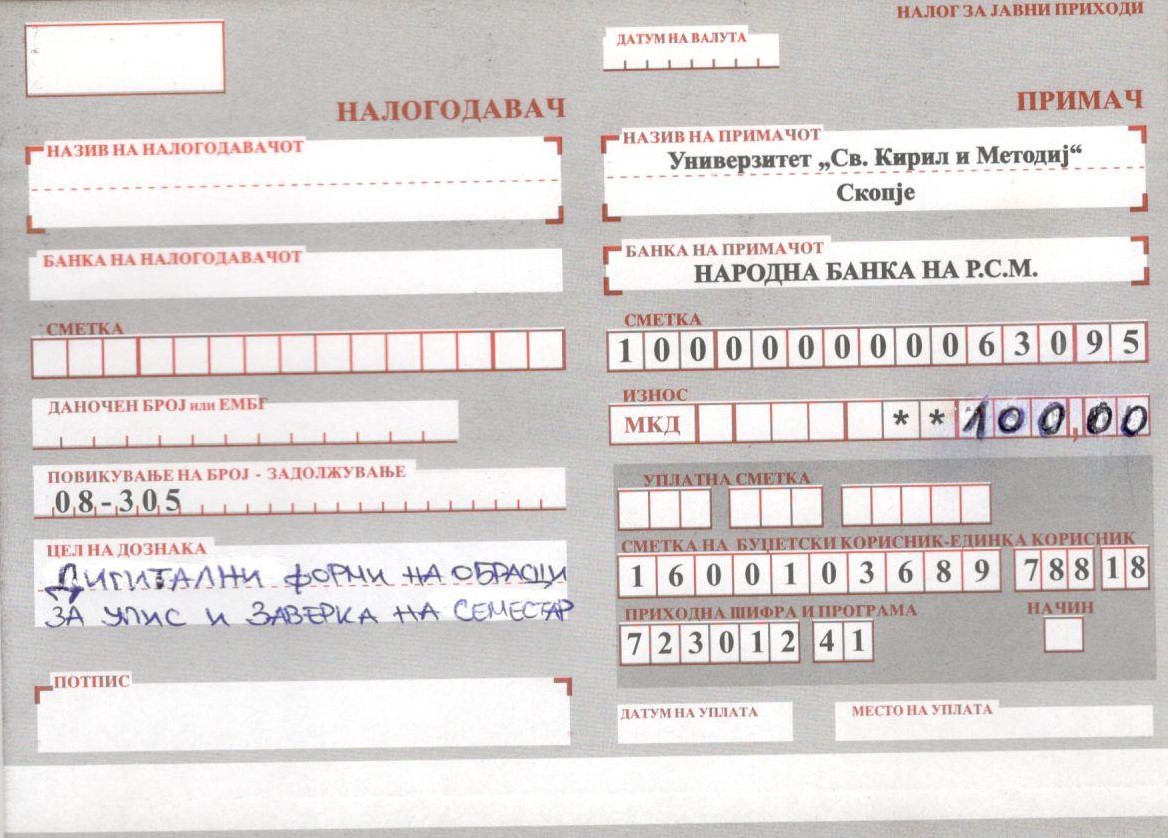 НАЛОГ ЗА ЈАВНИ ПРИХОДИ
НАЛОГОДАВАЧ
НАЗИВ НА НАЛОГОДАВАЧОТ
БАНКА НА НАЛОГОДАВАЧОТ
СМЕТКА
ДАНОЧЕН БРОЈ или ЕМБГ
ПОВИКУВАЊЕ НА БРОЈ - ЗАДОЛЖУВАЊЕ
08-305
ЦЕЛ НА ДОЗНАКА
ДИГИТАЛНИ ФОРМИ НА ОБРАСЦИ
ЗА УПИС И ЗАВЕРКА НА СЕМЕСТАР
ПОТПИС
ДАТУМ НА ВАЛУТА
ПРИМАЧ
НАЗИВ НА ПРИМАЧОТ
Универзитет „Св. Кирил и Методиј“
Скопје
БАНКА НА ПРИМАЧОТ
НАРОДНА БАНКА НА Р.С.М.
СМЕТКА
100000000063095
ИЗНОС
МКД **100,00
УПЛАТНА СМЕТКА
СМЕТКА НА БУЏЕТСКИ КОРИСНИК-ЕДИНКА КОРИСНИК
1600103689 788 18
ПРИХОДНА ШИФРА И ПРОГРАМА
723012 41
НАЧИН
ДАТУМ НА УПЛАТА
МЕСТО НА УПЛАТА